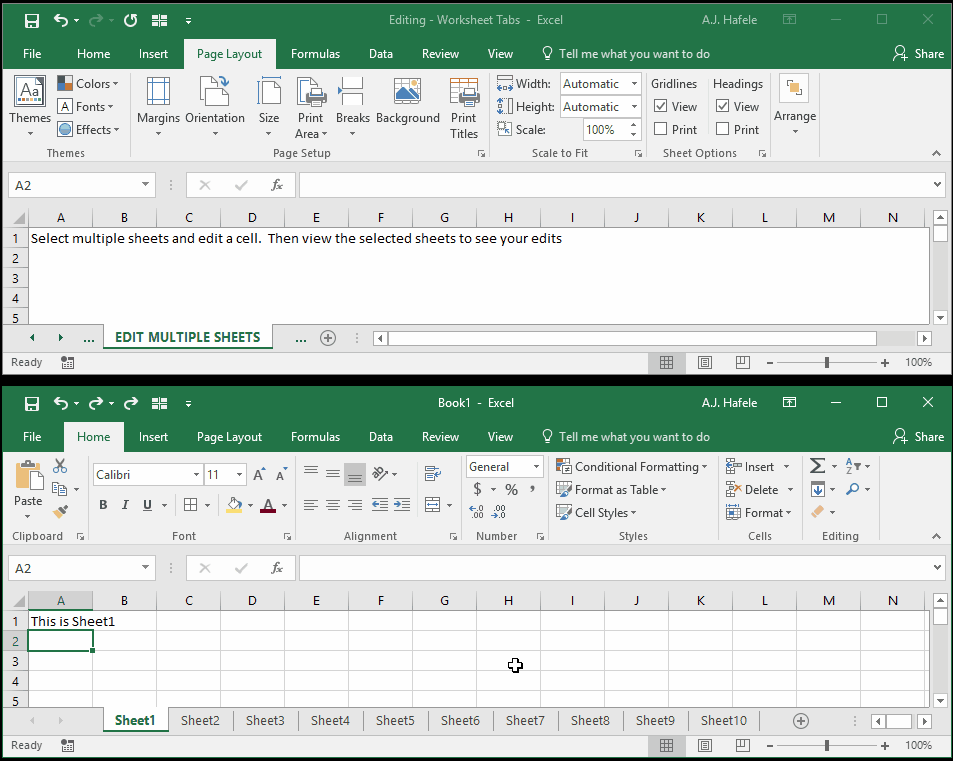 Editing - Worksheet Tabs - Excel A.J. Hafele
File Home Insert Page Layout Formulas Data Review View Tell me what you want to do Share
Themes Colors Fonts Effects Margins Orientation Size Print Area Breaks Background Print Titles Width: Automatic Height: Automatic Scale: 100% Gridlines View Print Headings View Print Arrange
Themes Page Setup Scale to Fit Sheet Options
A2 fx
A B C D E F G H I J K L M N
1 Select multiple sheets and edit a cell. Then view the selected sheets to see your edits
2
3
4
5
... EDIT MULTIPLE SHEETS ...
Ready 100%
Book1 - Excel A.J. Hafele
File Home Insert Page Layout Formulas Data Review View Tell me what you want to do Share
Paste Calibri 11 A A General Conditional Formatting Insert Σ A Z
B I U A $ % , Format as Table Delete
.00 .00 Cell Styles Format
Clipboard Font Alignment Number Styles Cells Editing
A2 fx
A B C D E F G H I J K L M N
1 This is Sheet1
2
3
4
5
Sheet1 Sheet2 Sheet3 Sheet4 Sheet5 Sheet6 Sheet7 Sheet8 Sheet9 Sheet10
Ready 100%